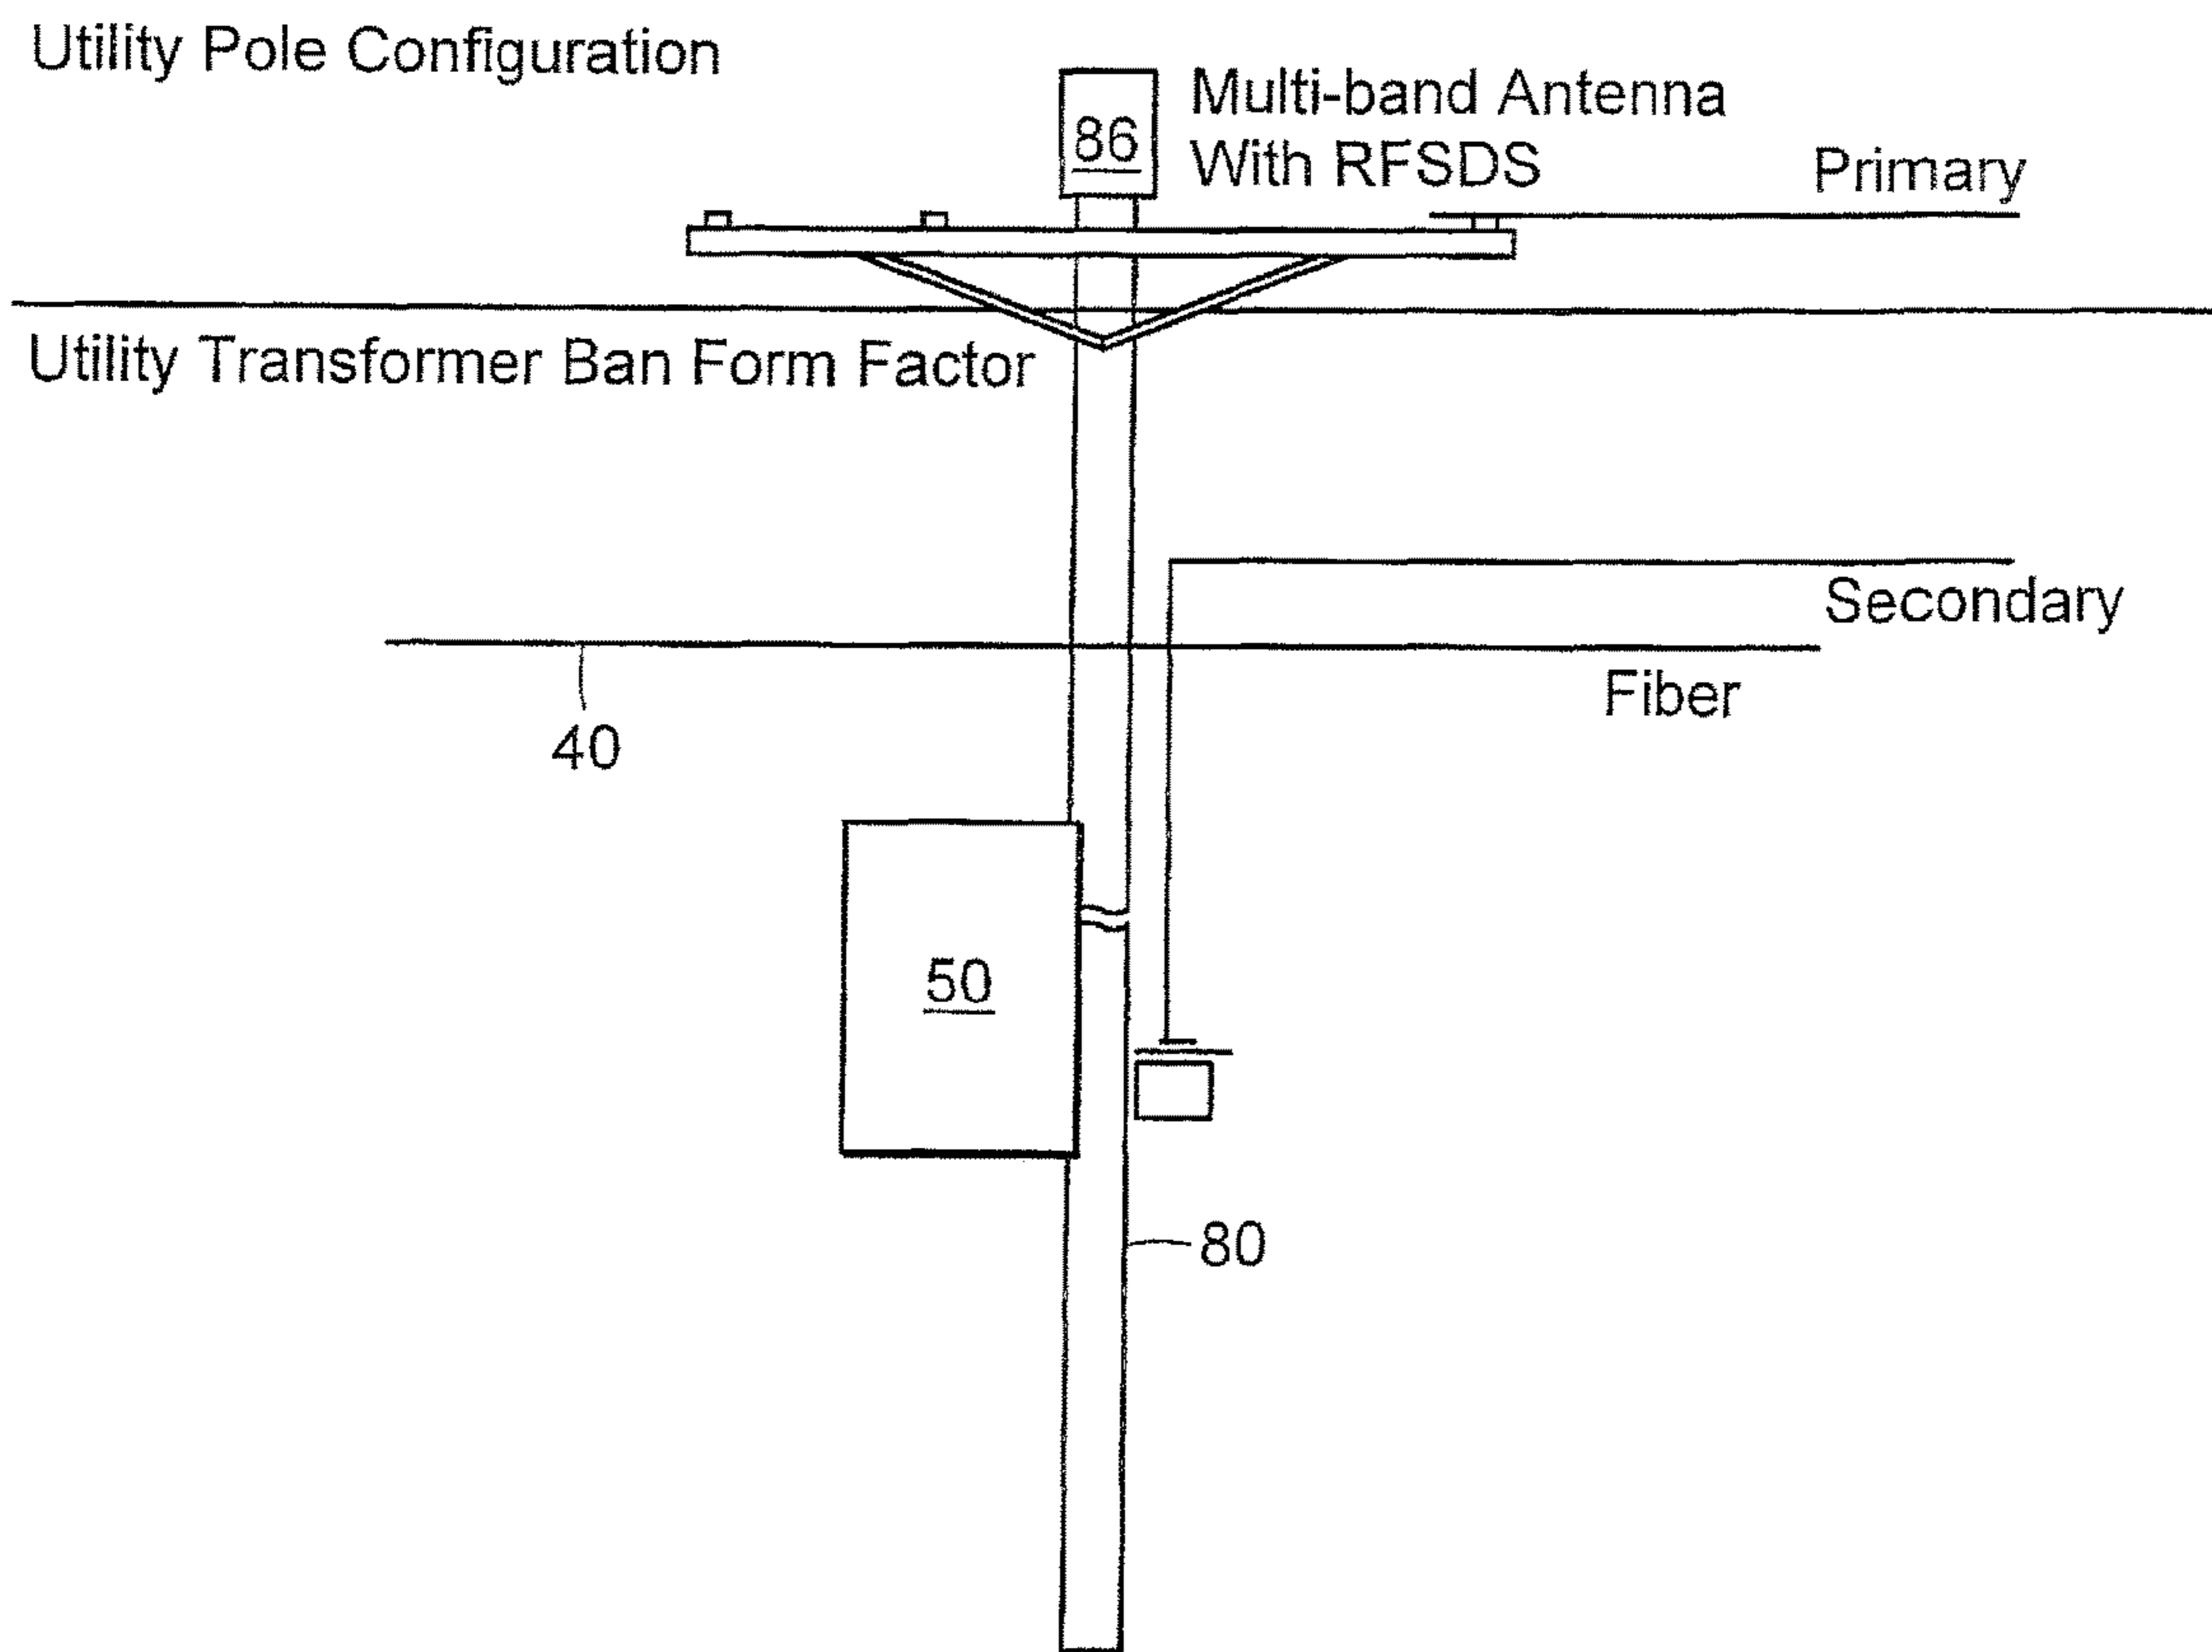 Utility Pole Configuration
86
Multi-band Antenna
With RFSDS
Primary
Utility Transformer Ban Form Factor
Secondary
Fiber
40
50
80